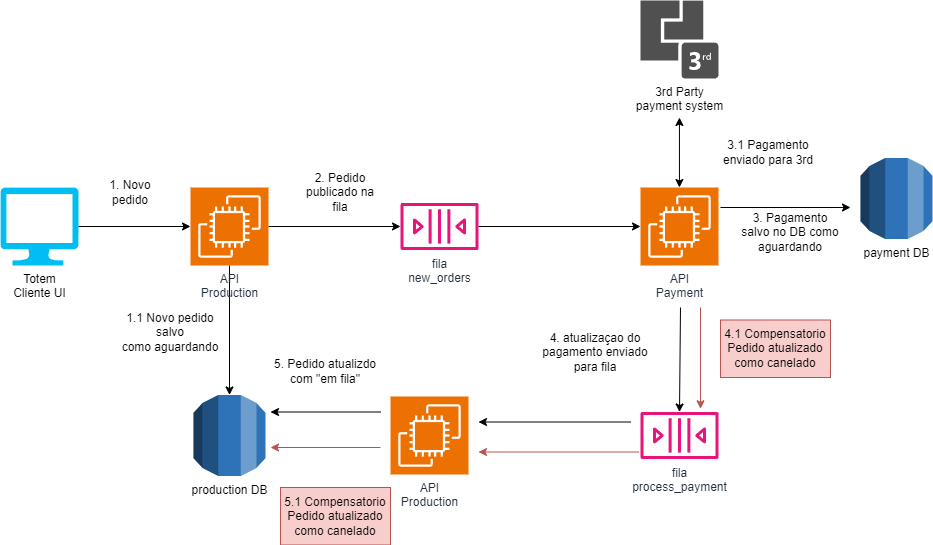 3rd
3rd Party
payment system
3.1 Pagamento
enviado para 3rd
1. Novo
pedido
2. Pedido
publicado na
fila
3. Pagamento
salvo no DB como
aguardando
payment DB
Totem
Cliente UI
API
Production
fila
new_orders
API
Payment
1.1 Novo pedido
salvo
como aguardando
4. atualizaçao do
pagamento enviado
para fila
4.1 Compensatorio
Pedido atualizado
como canelado
5. Pedido atualizdo
com "em fila"
production DB
API
Production
fila
process_payment
5.1 Compensatorio
Pedido atualizado
como canelado